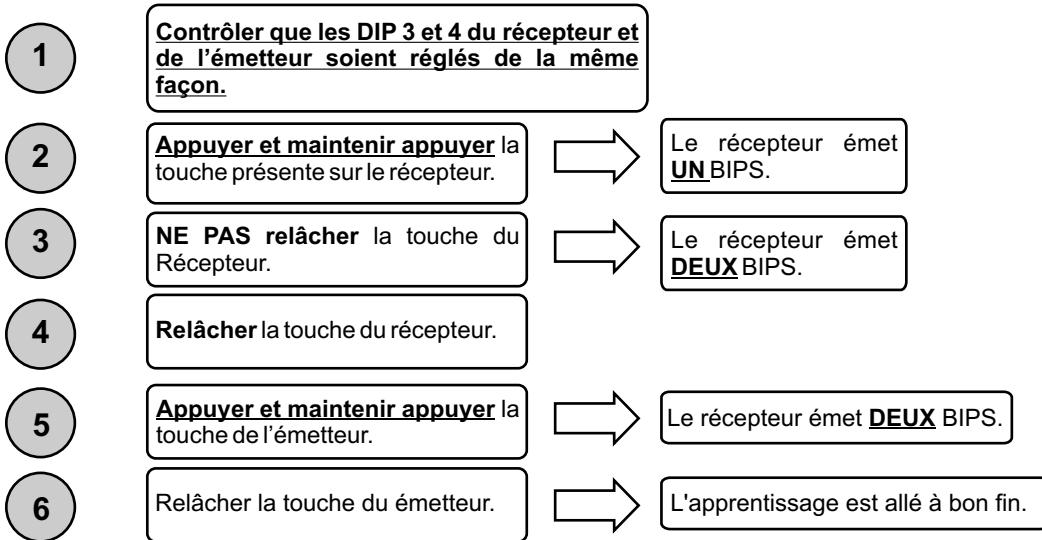 1
Contrôler que les DIP 3 et 4 du récepteur et
de l'émetteur soient réglés de la même
façon.
2
Appuyer et maintenir appuyer la
touche présente sur le récepteur.
Le récepteur émet
UN BIPS.
3
NE PAS relâcher la touche du
Récepteur.
Le récepteur émet
DEUX BIPS.
4
Relâcher la touche du récepteur.
5
Appuyer et maintenir appuyer la
touche de l'émetteur.
Le récepteur émet DEUX BIPS.
6
Relâcher la touche du émetteur.
L'apprentissage est allé à bon fin.